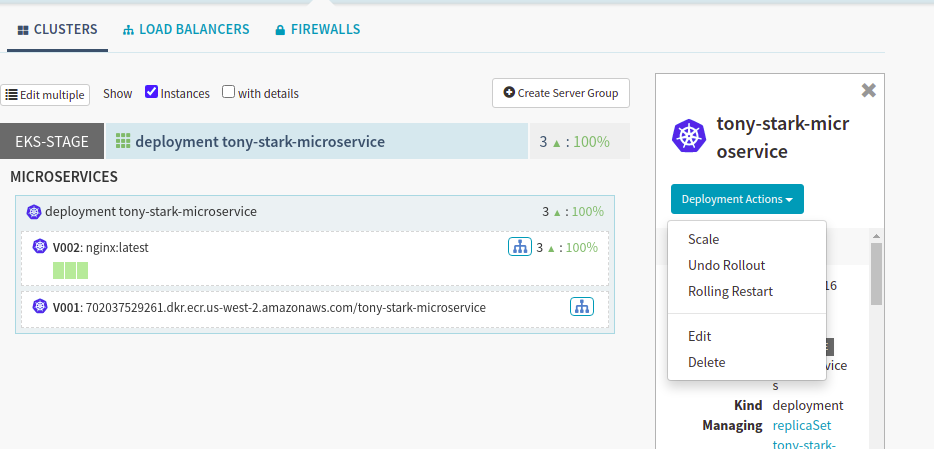 CLUSTERS LOAD BALANCERS FIREWALLS
Edit multiple Show Instances with details Create Server Group
EKS-STAGE deployment tony-stark-microservice 3 ▲ : 100%
MICROSERVICES
deployment tony-stark-microservice 3 ▲ : 100%
V002: nginx:latest 3 ▲ : 100%
V001: 702037529261.dkr.ecr.us-west-2.amazonaws.com/tony-stark-microservice
tony-stark-micr
oservice
Deployment Actions
Scale
Undo Rollout
Rolling Restart
16
Edit
Delete
vice
s
Kind deployment
Managing replicaSet
tony-stark-